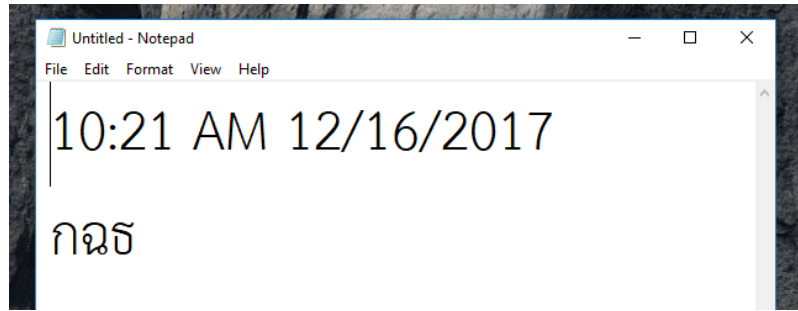 Untitled - Notepad
File Edit Format View Help
10:21 AM 12/16/2017
กฉธ